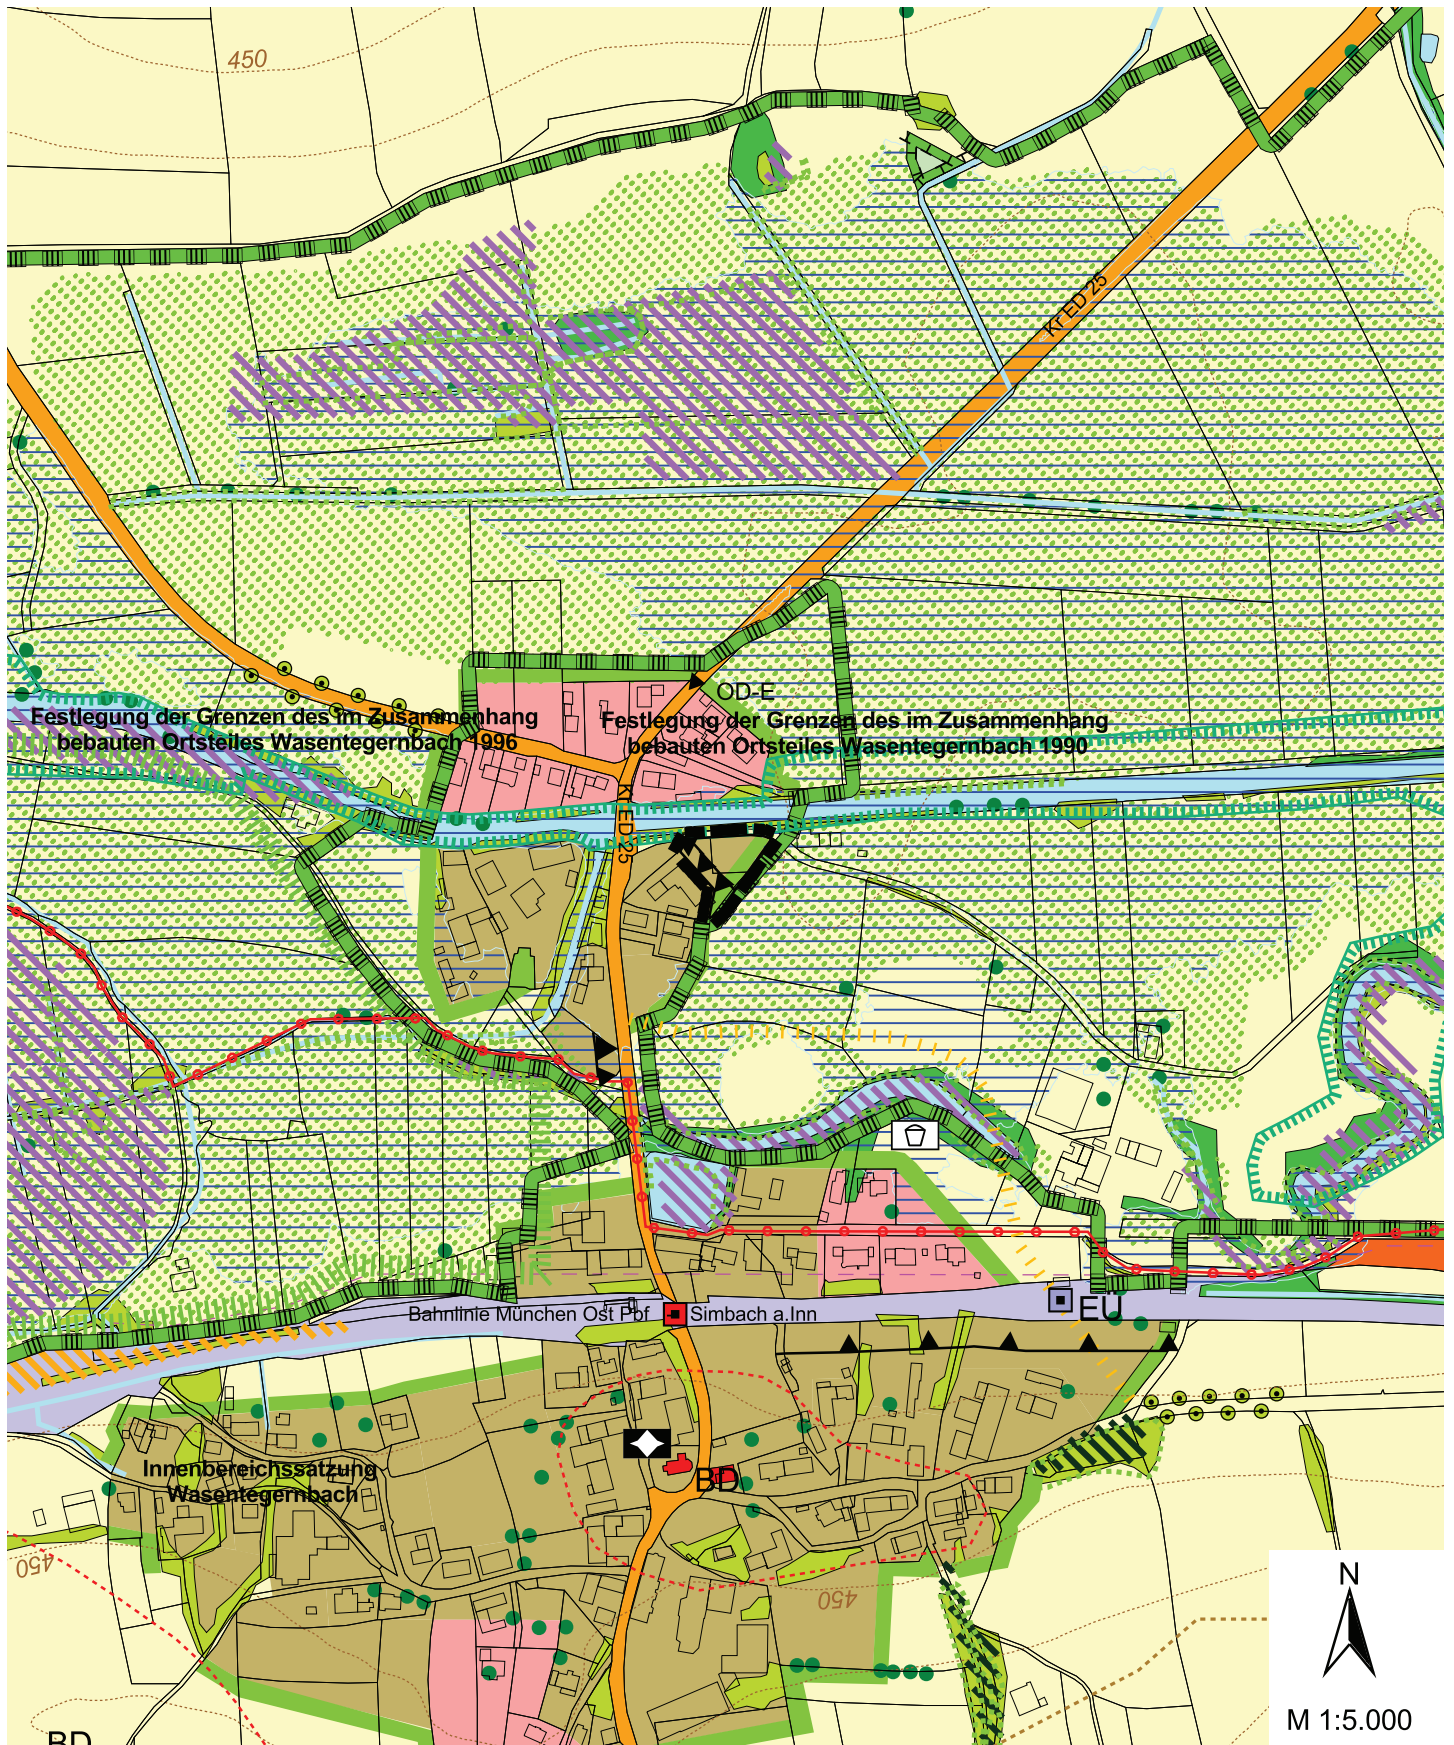 450
Kr ED 25
OD-E
Festlegung der Grenzen des im Zusammenhang
bebauten Ortsteiles Wasentegernbach 1996
Festlegung der Grenzen des im Zusammenhang
bebauten Ortsteiles Wasentegernbach 1990
Kr ED 25
Bahnlinie München Ost Pbf
Simbach a.Inn
EÜ
Innenbereichssatzung
Wasentegernbach
BD
450
450
N
M 1:5.000
BD